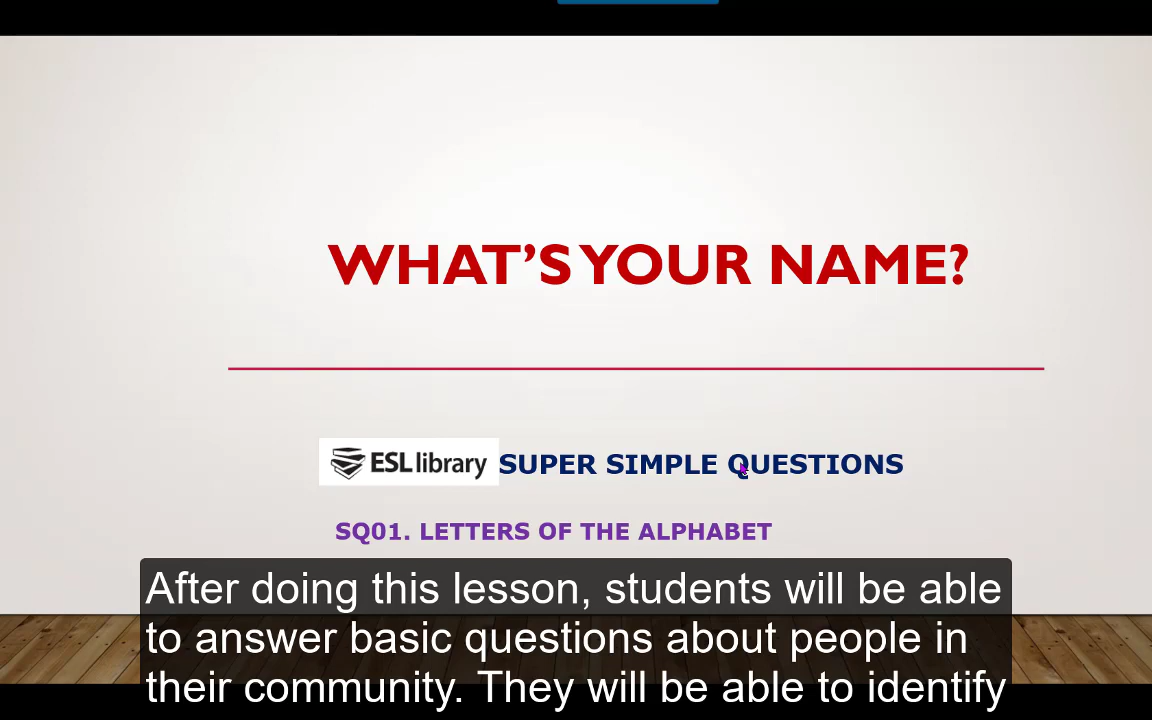 WHAT'S YOUR NAME?
ESL library SUPER SIMPLE QUESTIONS
SQ01. LETTERS OF THE ALPHABET
After doing this lesson, students will be able
to answer basic questions about people in
their community. They will be able to identify